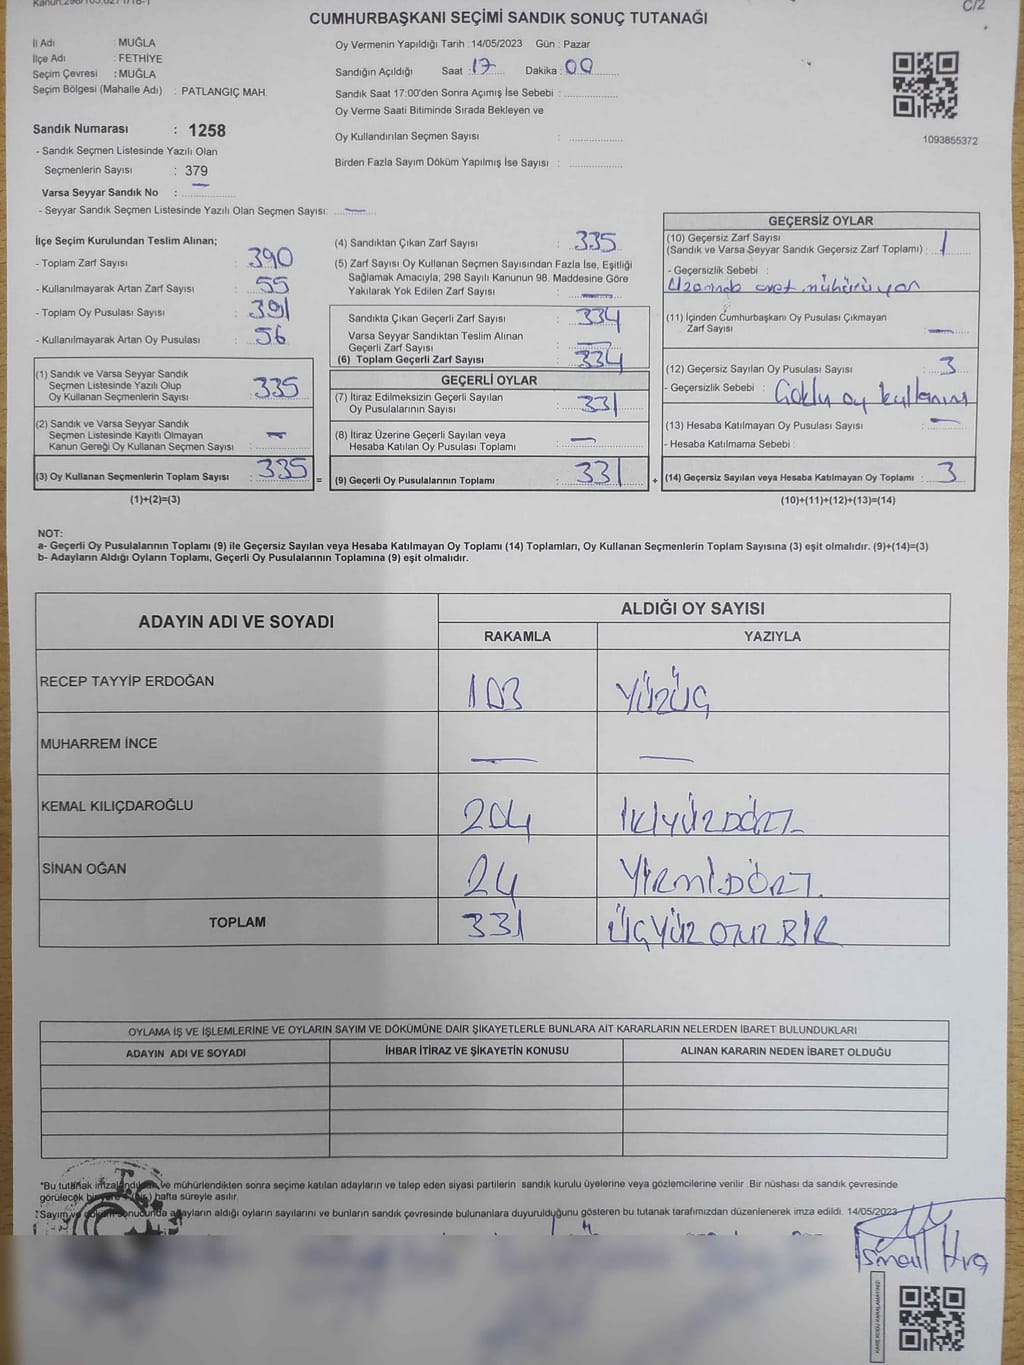 Kanun:298/105,6271/18-1
C/2
CUMHURBAŞKANI SEÇİMİ SANDIK SONUÇ TUTANAĞI
İl Adı : MUĞLA
İlçe Adı : FETHİYE
Seçim Çevresi : MUĞLA
Seçim Bölgesi (Mahalle Adı) : PATLANGIÇ MAH.
Sandık Numarası : 1258
- Sandık Seçmen Listesinde Yazılı Olan
Seçmenlerin Sayısı : 379
Varsa Seyyar Sandık No : —
- Seyyar Sandık Seçmen Listesinde Yazılı Olan Seçmen Sayısı: —
Oy Vermenin Yapıldığı Tarih : 14/05/2023 Gün : Pazar
Sandığın Açıldığı Saat : 17 Dakika : 00
Sandık Saat 17:00'den Sonra Açımış İse Sebebi :
Oy Verme Saati Bitiminde Sırada Bekleyen ve
Oy Kullandırılan Seçmen Sayısı :
Birden Fazla Sayım Döküm Yapılmış İse Sayısı :
1093855372
İlçe Seçim Kurulundan Teslim Alınan;
- Toplam Zarf Sayısı : 390
- Kullanılmayarak Artan Zarf Sayısı : 55
- Toplam Oy Pusulası Sayısı : 391
- Kullanılmayarak Artan Oy Pusulası : 56
(1) Sandık ve Varsa Seyyar Sandık
Seçmen Listesinde Yazılı Olup
Oy Kullanan Seçmenlerin Sayısı : 335
(2) Sandık ve Varsa Seyyar Sandık
Seçmen Listesinde Kayıtlı Olmayan
Kanun Gereği Oy Kullanan Seçmen Sayısı : —
(3) Oy Kullanan Seçmenlerin Toplam Sayısı : 335
(1)+(2)=(3)
(4) Sandıktan Çıkan Zarf Sayısı : 335
(5) Zarf Sayısı Oy Kullanan Seçmen Sayısından Fazla İse, Eşitliği
Sağlamak Amacıyla, 298 Sayılı Kanunun 98. Maddesine Göre
Yakılarak Yok Edilen Zarf Sayısı : —
Sandıkta Çıkan Geçerli Zarf Sayısı : 334
Varsa Seyyar Sandıktan Teslim Alınan
Geçerli Zarf Sayısı : —
(6) Toplam Geçerli Zarf Sayısı : 334
GEÇERLİ OYLAR
(7) İtiraz Edilmeksizin Geçerli Sayılan
Oy Pusulalarının Sayısı : 331
(8) İtiraz Üzerine Geçerli Sayılan veya
Hesaba Katılan Oy Pusulası Toplamı : —
= (9) Geçerli Oy Pusulalarının Toplamı : 331 +
GEÇERSİZ OYLAR
(10) Geçersiz Zarf Sayısı
(Sandık ve Varsa Seyyar Sandık Geçersiz Zarf Toplamı) : 1
- Geçersizlik Sebebi :
Üzerinde evet mühürü var
(11) İçinden Cumhurbaşkanı Oy Pusulası Çıkmayan
Zarf Sayısı : —
(12) Geçersiz Sayılan Oy Pusulası Sayısı : 3
- Geçersizlik Sebebi : Çoklu oy kullanımı
(13) Hesaba Katılmayan Oy Pusulası Sayısı : —
- Hesaba Katılmama Sebebi :
(14) Geçersiz Sayılan veya Hesaba Katılmayan Oy Toplamı : 3
(10)+(11)+(12)+(13)=(14)
NOT:
a- Geçerli Oy Pusulalarının Toplamı (9) ile Geçersiz Sayılan veya Hesaba Katılmayan Oy Toplamı (14) Toplamları, Oy Kullanan Seçmenlerin Toplam Sayısına (3) eşit olmalıdır. (9)+(14)=(3)
b- Adayların Aldığı Oyların Toplamı, Geçerli Oy Pusulalarının Toplamına (9) eşit olmalıdır.
ADAYIN ADI VE SOYADI ALDIĞI OY SAYISI
RAKAMLA YAZIYLA
RECEP TAYYİP ERDOĞAN 103 YÜZÜÇ
MUHARREM İNCE — —
KEMAL KILIÇDAROĞLU 204 İKİYÜZDÖRT
SİNAN OĞAN 24 YİRMİDÖRT.
TOPLAM 331 ÜÇYÜZOTUZBİR
OYLAMA İŞ VE İŞLEMLERİNE VE OYLARIN SAYIM VE DÖKÜMÜNE DAİR ŞİKAYETLERLE BUNLARA AİT KARARLARIN NELERDEN İBARET BULUNDUKLARI
ADAYIN ADI VE SOYADI İHBAR İTİRAZ VE ŞİKAYETİN KONUSU ALINAN KARARIN NEDEN İBARET OLDUĞU
*Bu tutanak imzalandıktan ve mühürlendikten sonra seçime katılan adayların ve talep eden siyasi partilerin sandık kurulu üyelerine veya gözlemcilerine verilir .Bir nüshası da sandık çevresinde
görülecek bir yere (bir) hafta süreyle asılır.
*Sayım ve döküm sonucunda adayların aldığı oyların sayılarını ve bunların sandık çevresinde bulunanlara duyurulduğunu gösteren bu tutanak tarafımızdan düzenlenerek imza edildi. 14/05/2023
İsmail
KARE KODU KARALAMAYINIZ!